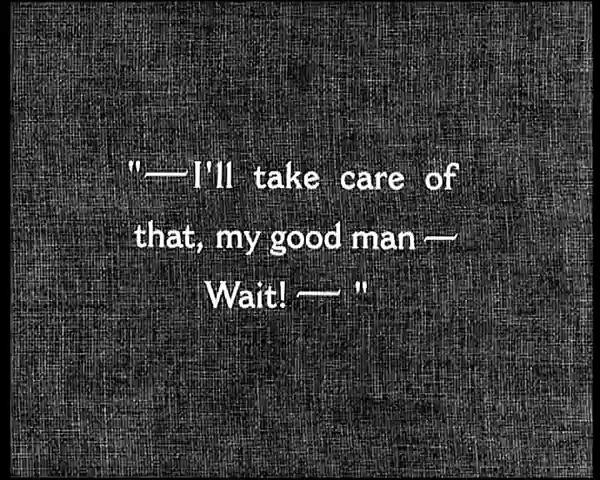 "—I'll take care of
that, my good man —
Wait! — "